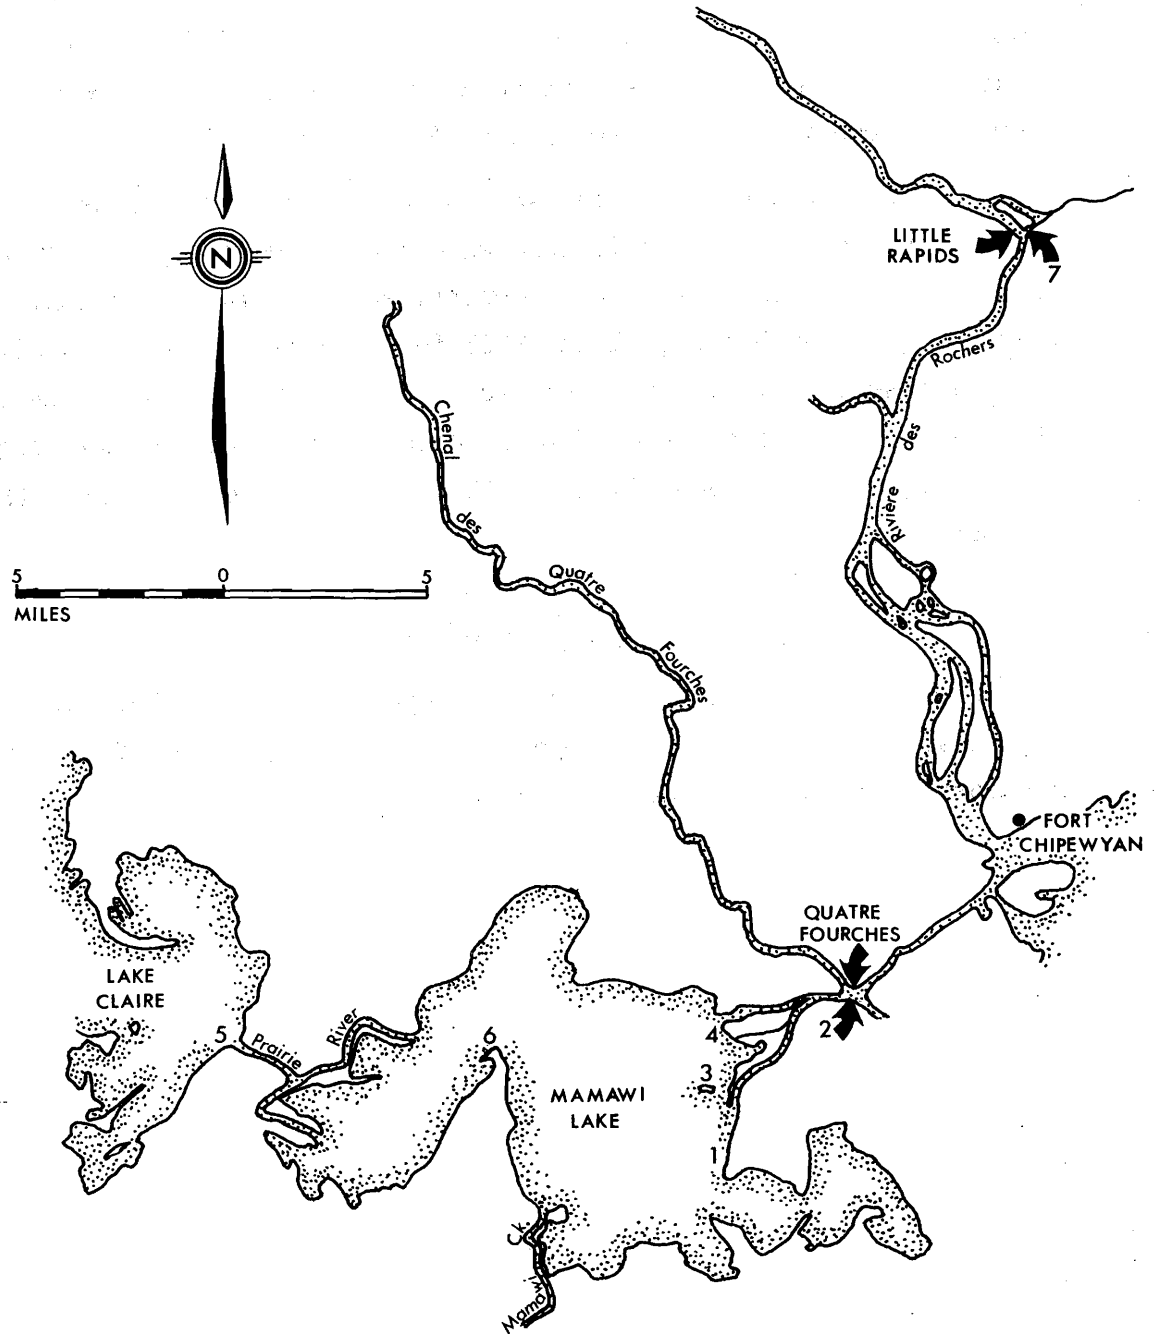 LITTLE
RAPIDS
7
N
Rivière des Rochers
Chenal des Quatre Fourches
5 0 5
MILES
FORT
CHIPEWYAN
QUATRE
FOURCHES
2
LAKE
CLAIRE
5
Prairie River
6
4
3
MAMAWI
LAKE
1
Mamawi Ck.